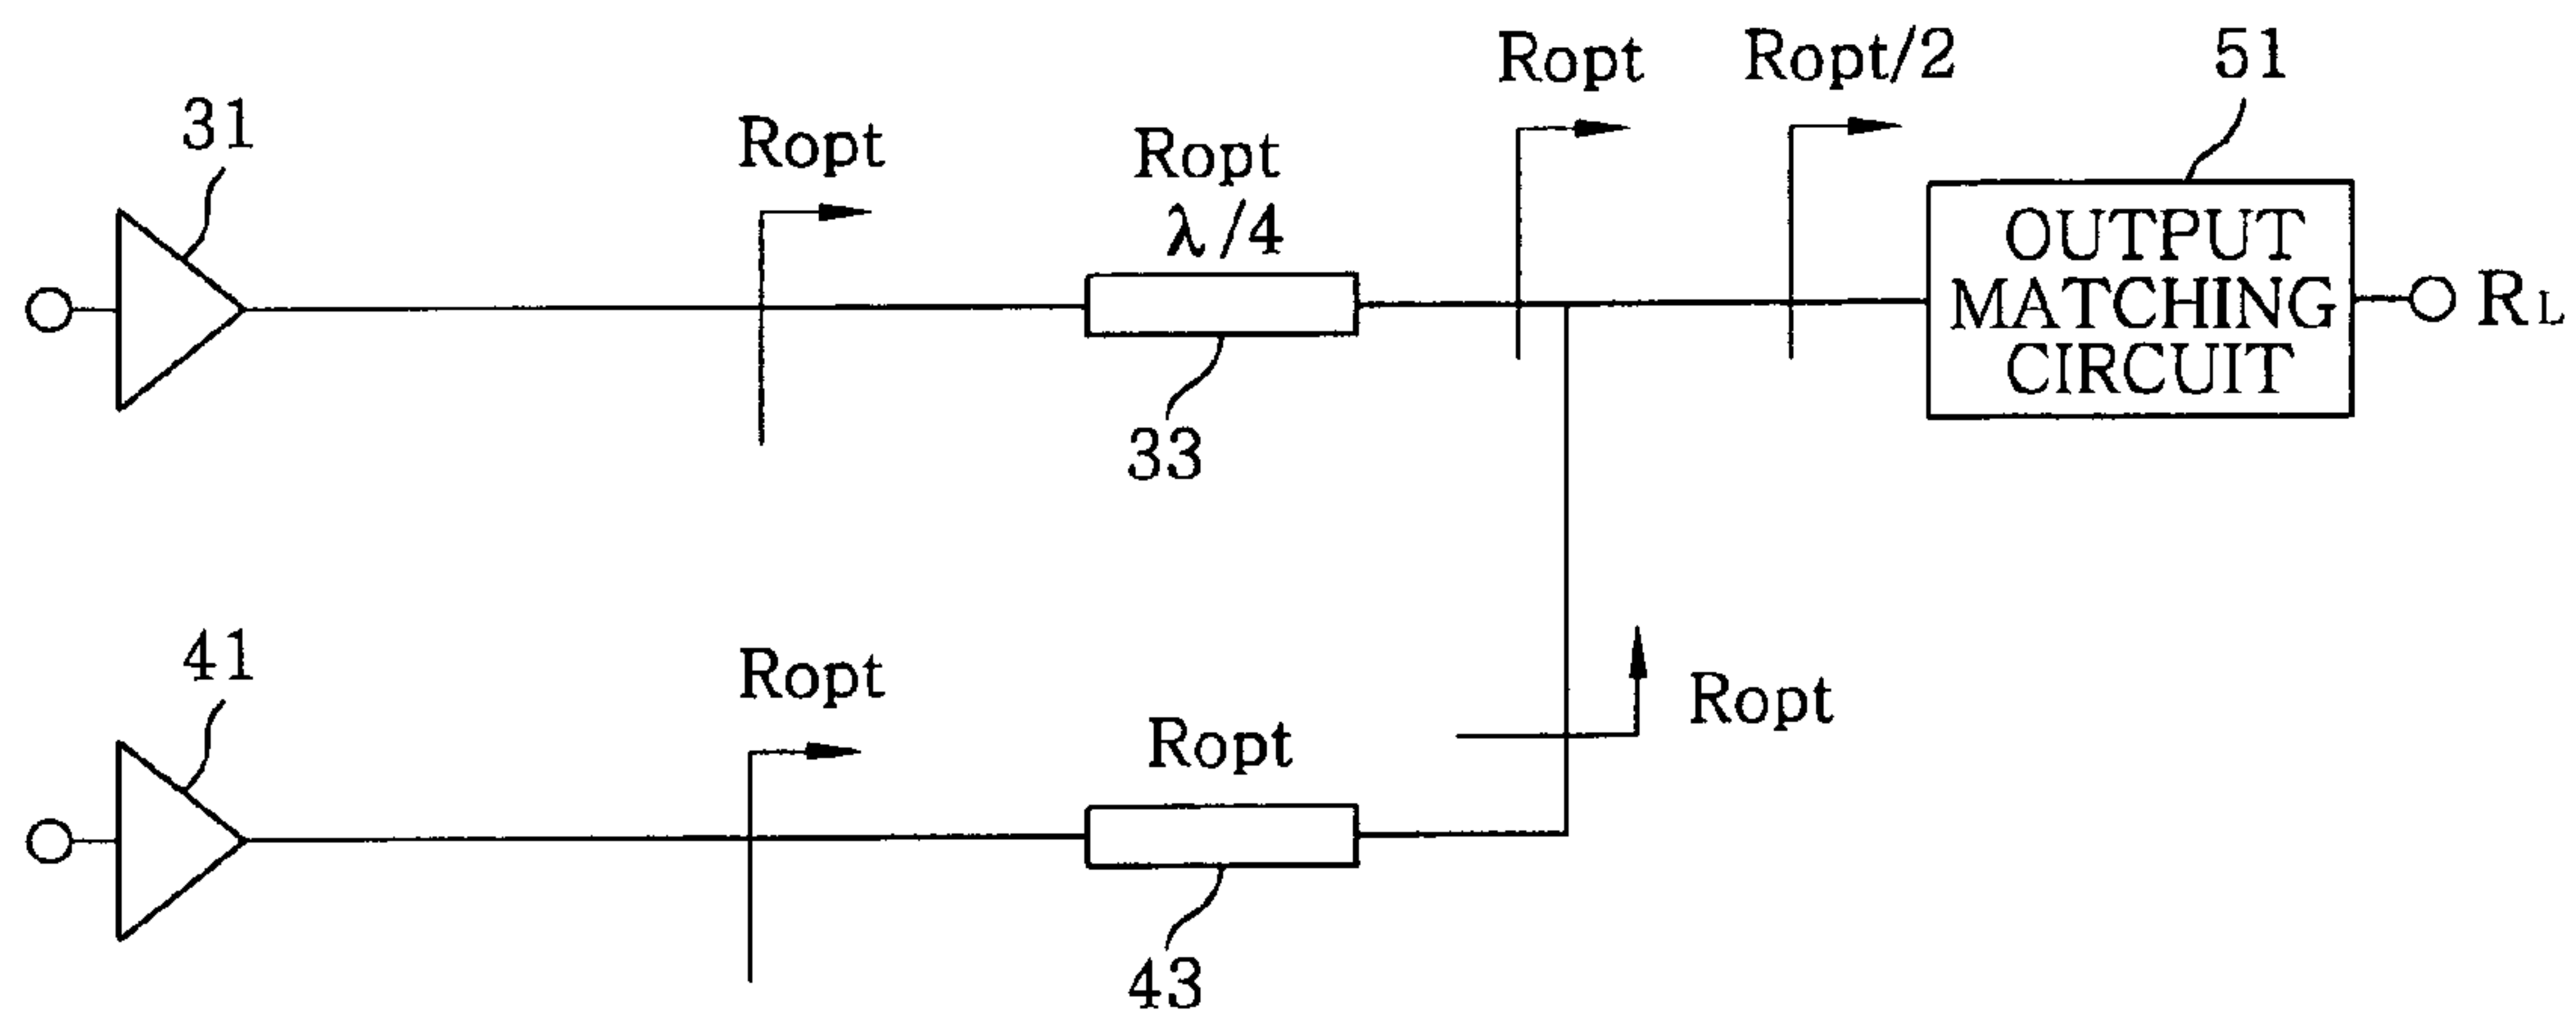 31
Ropt
Ropt
λ/4
33
Ropt
Ropt/2
51
OUTPUT
MATCHING
CIRCUIT
RL
41
Ropt
Ropt
43
Ropt